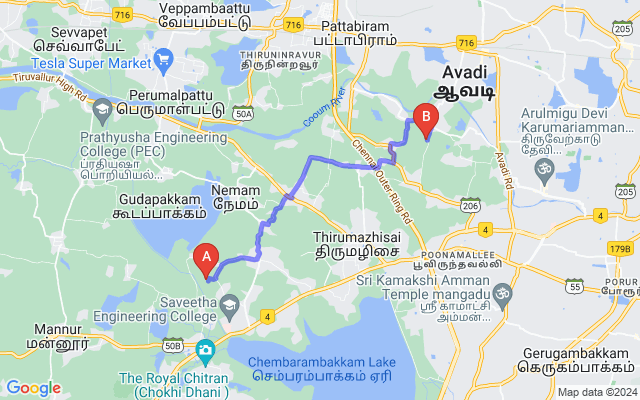 Veppambaattu
வேப்பம்பட்டு
Sevvapet
செவ்வாபேட்
Pattabiram
பட்டாபிராம்
716
716
716
Tesla Super Market
THIRUNINRAVUR
திருநின்றவூர்
Avadi
ஆவடி
Tiruvallur High Rd
Perumalpattu
பெருமாள்பட்டு
50A
Cooum River
B
Arulmigu Devi
Karumariamman...
திருவேற்காடு
தேவி...
Prathyusha Engineering
College (PEC)
ப்ரதியஷா
பொறியியல்...
Chennai Outer Ring Rd
Avadi Rd
Gudapakkam
கூடப்பாக்கம்
Nemam
நேமம்
206
4
A
Thirumazhisai
திருமழிசை
POONAMALLEE
பூவிருந்தவல்லி
4
179B
Sri Kamakshi Amman
Temple mangadu
ஸ்ரீ காமாட்சி
அம்மன்...
55
PORUR
போரூர்
Saveetha
Engineering College
4
Mannur
மன்னூர்
50B
Chembarambakkam Lake
செம்பரம்பாக்கம் ஏரி
The Royal Chitran
(Chokhi Dhani )
Gerugambakkam
கெருகம்பாக்கம்
Google
Map data ©2024